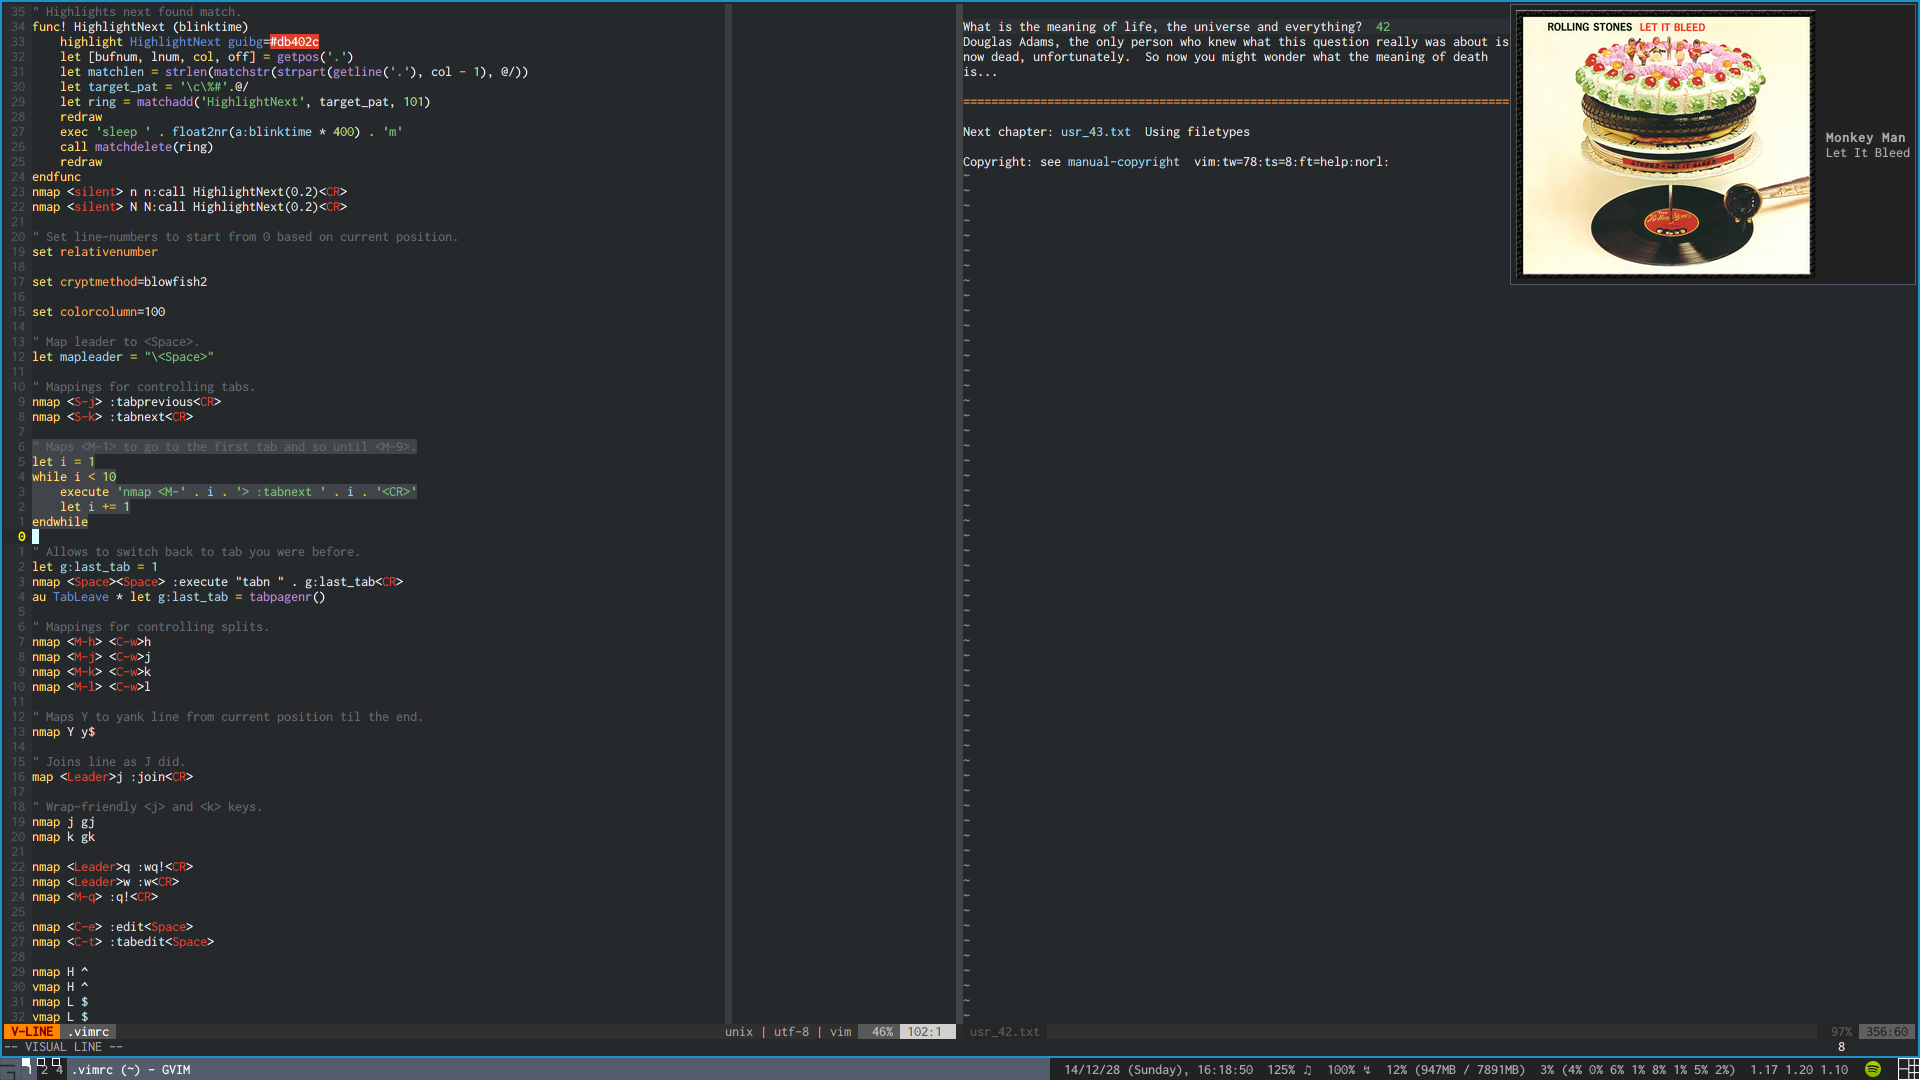 35 " Highlights next found match.
34 func! HighlightNext (blinktime)
33     highlight HighlightNext guibg=#db402c
32     let [bufnum, lnum, col, off] = getpos('.')
31     let matchlen = strlen(matchstr(strpart(getline('.'), col - 1), @/))
30     let target_pat = '\c\%#'.@/
29     let ring = matchadd('HighlightNext', target_pat, 101)
28     redraw
27     exec 'sleep ' . float2nr(a:blinktime * 400) . 'm'
26     call matchdelete(ring)
25     redraw
24 endfunc
23 nmap <silent> n n:call HighlightNext(0.2)<CR>
22 nmap <silent> N N:call HighlightNext(0.2)<CR>
21
20 " Set line-numbers to start from 0 based on current position.
19 set relativenumber
18
17 set cryptmethod=blowfish2
16
15 set colorcolumn=100
14
13 " Map leader to <Space>.
12 let mapleader = "\<Space>"
11
10 " Mappings for controlling tabs.
9 nmap <S-j> :tabprevious<CR>
8 nmap <S-k> :tabnext<CR>
7
6 " Maps <M-1> to go to the first tab and so until <M-9>.
5 let i = 1
4 while i < 10
3     execute 'nmap <M-' . i . '> :tabnext ' . i . '<CR>'
2     let i += 1
1 endwhile
0
1 " Allows to switch back to tab you were before.
2 let g:last_tab = 1
3 nmap <Space><Space> :execute "tabn " . g:last_tab<CR>
4 au TabLeave * let g:last_tab = tabpagenr()
5
6 " Mappings for controlling splits.
7 nmap <M-h> <C-w>h
8 nmap <M-j> <C-w>j
9 nmap <M-k> <C-w>k
10 nmap <M-l> <C-w>l
11
12 " Maps Y to yank line from current position til the end.
13 nmap Y y$
14
15 " Joins line as J did.
16 map <Leader>j :join<CR>
17
18 " Wrap-friendly <j> and <k> keys.
19 nmap j gj
20 nmap k gk
21
22 nmap <Leader>q :wq!<CR>
23 nmap <Leader>w :w<CR>
24 nmap <M-q> :q!<CR>
25
26 nmap <C-e> :edit<Space>
27 nmap <C-t> :tabedit<Space>
28
29 nmap H ^
30 vmap H ^
31 nmap L $
32 vmap L $
V-LINE .vimrc unix | utf-8 | vim 46% 102:1
-- VISUAL LINE --
What is the meaning of life, the universe and everything?  42
Douglas Adams, the only person who knew what this question really was about is
now dead, unfortunately.  So now you might wonder what the meaning of death
is...
==============================================================================
Next chapter: usr_43.txt  Using filetypes
Copyright: see manual-copyright  vim:tw=78:ts=8:ft=help:norl:
usr_42.txt 97% 356:60
8
ROLLING STONES LET IT BLEED
Monkey Man
Let It Bleed
1 2 4 .vimrc (~) - GVIM
14/12/28 (Sunday), 16:18:50 125% ♫ 100% ↯ 12% (947MB / 7891MB) 3% (4% 0% 6% 1% 8% 1% 5% 2%) 1.17 1.20 1.10